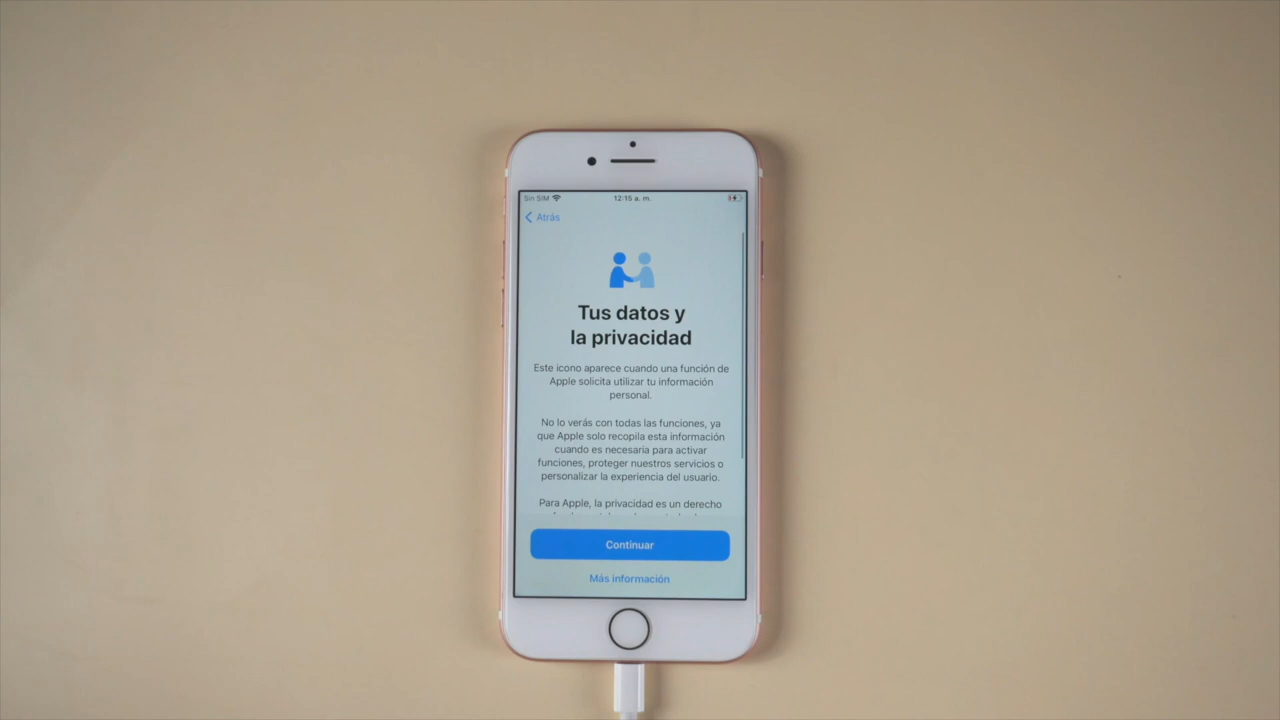 Sin SIM
12:15 a. m.
Atrás
Tus datos y
la privacidad
Este icono aparece cuando una función de
Apple solicita utilizar tu información
personal.
No lo verás con todas las funciones, ya
que Apple solo recopila esta información
cuando es necesaria para activar
funciones, proteger nuestros servicios o
personalizar la experiencia del usuario.
Para Apple, la privacidad es un derecho
Continuar
Más información